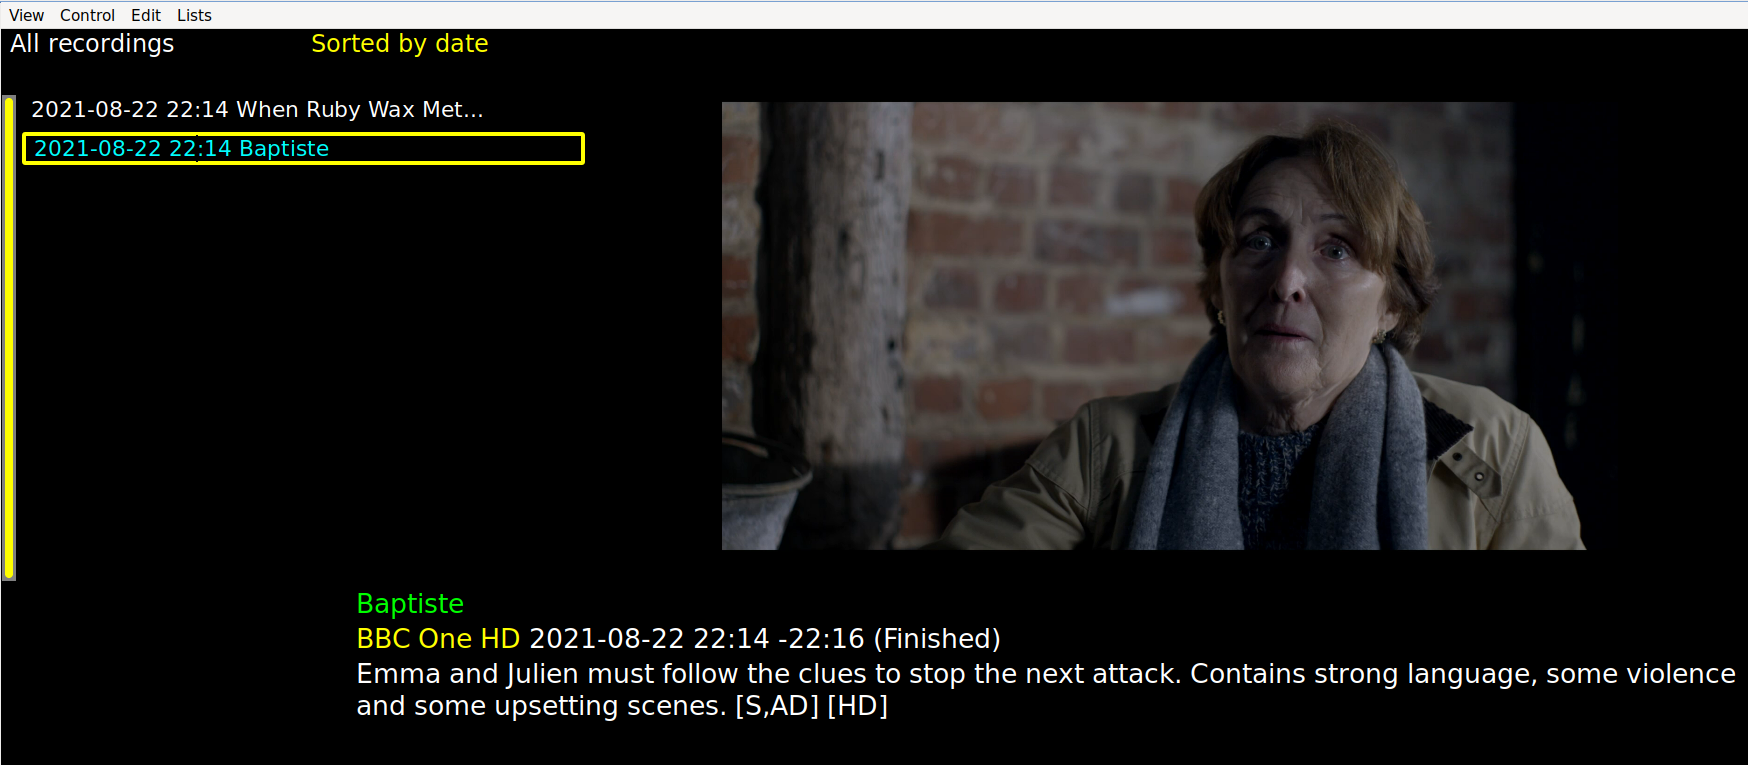 View Control Edit Lists
All recordings Sorted by date
2021-08-22 22:14 When Ruby Wax Met...
2021-08-22 22:14 Baptiste
Baptiste
BBC One HD 2021-08-22 22:14 -22:16 (Finished)
Emma and Julien must follow the clues to stop the next attack. Contains strong language, some violence
and some upsetting scenes. [S,AD] [HD]